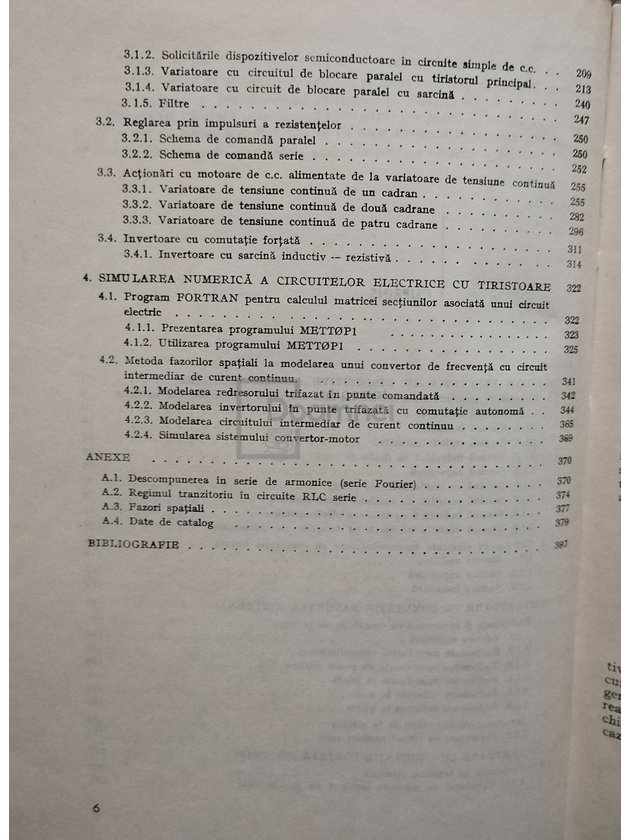 3.1.2. Solicitările dispozitivelor semiconductoare în circuite simple de c.c. . . 209
3.1.3. Variatoare cu circuitul de blocare paralel cu tiristorul principal. . . 213
3.1.4. Variatoare cu circuit de blocare paralel cu sarcină . . . . . . . 240
3.1.5. Filtre . . . . . . . . . . . . . . . . . . . . . . . . 247
3.2. Reglarea prin impulsuri a rezistențelor . . . . . . . . . . . . . . 250
3.2.1. Schema de comandă paralel . . . . . . . . . . . . . . . . 250
3.2.2. Schema de comandă serie . . . . . . . . . . . . . . . . . 252
3.3. Acționări cu motoare de c.c. alimentate de la variatoare de tensiune continuă 255
3.3.1. Variatoare de tensiune continuă de un cadran . . . . . . . . . 255
3.3.2. Variatoare de tensiune continuă de două cadrane . . . . . . . . 282
3.3.3. Variatoare de tensiune continuă de patru cadrane . . . . . . . . 296
3.4. Invertoare cu comutație forțată . . . . . . . . . . . . . . . . . 311
3.4.1. Invertoare cu sarcină inductiv — rezistivă . . . . . . . . . . . 314
4. SIMULAREA NUMERICĂ A CIRCUITELOR ELECTRICE CU TIRISTOARE 322
4.1. Program FORTRAN pentru calculul matricei secțiunilor asociată unui circuit
electric . . . . . . . . . . . . . . . . . . . . . . . . . . 322
4.1.1. Prezentarea programului METTØP1 . . . . . . . . . . . 323
4.1.2. Utilizarea programului METTØP1 . . . . . . . . . . . . . . 325
4.2. Metoda fazorilor spațiali la modelarea unui convertor de frecvență cu circuit
intermediar de curent continuu. . . . . . . . . . . . . . . . . . 341
4.2.1. Modelarea redresorului trifazat în punte comandată . . . . . . . 342
4.2.2. Modelarea invertorului în punte trifazată cu comutație autonomă . . 344
4.2.3. Modelarea circuitului intermediar de curent continuu . . . . . . 365
4.2.4. Simularea sistemului convertor-motor . . . . . . . . . . . . 369
ANEXE . . . . . . . . . . . . . . . . . . . . . . . . . . . . 370
A.1. Descompunerea în serie de armonice (serie Fourier) . . . . . . . . . 370
A.2. Regimul tranzitoriu în circuite RLC serie . . . . . . . . . . . . . 374
A.3. Fazori spațiali . . . . . . . . . . . . . . . . . . . . . . . . 377
A.4. Date de catalog . . . . . . . . . . . . . . . . . . . . . . . 379
BIBLIOGRAFIE . . . . . . . . . . . . . . . . . . . . . . . . . 397
6